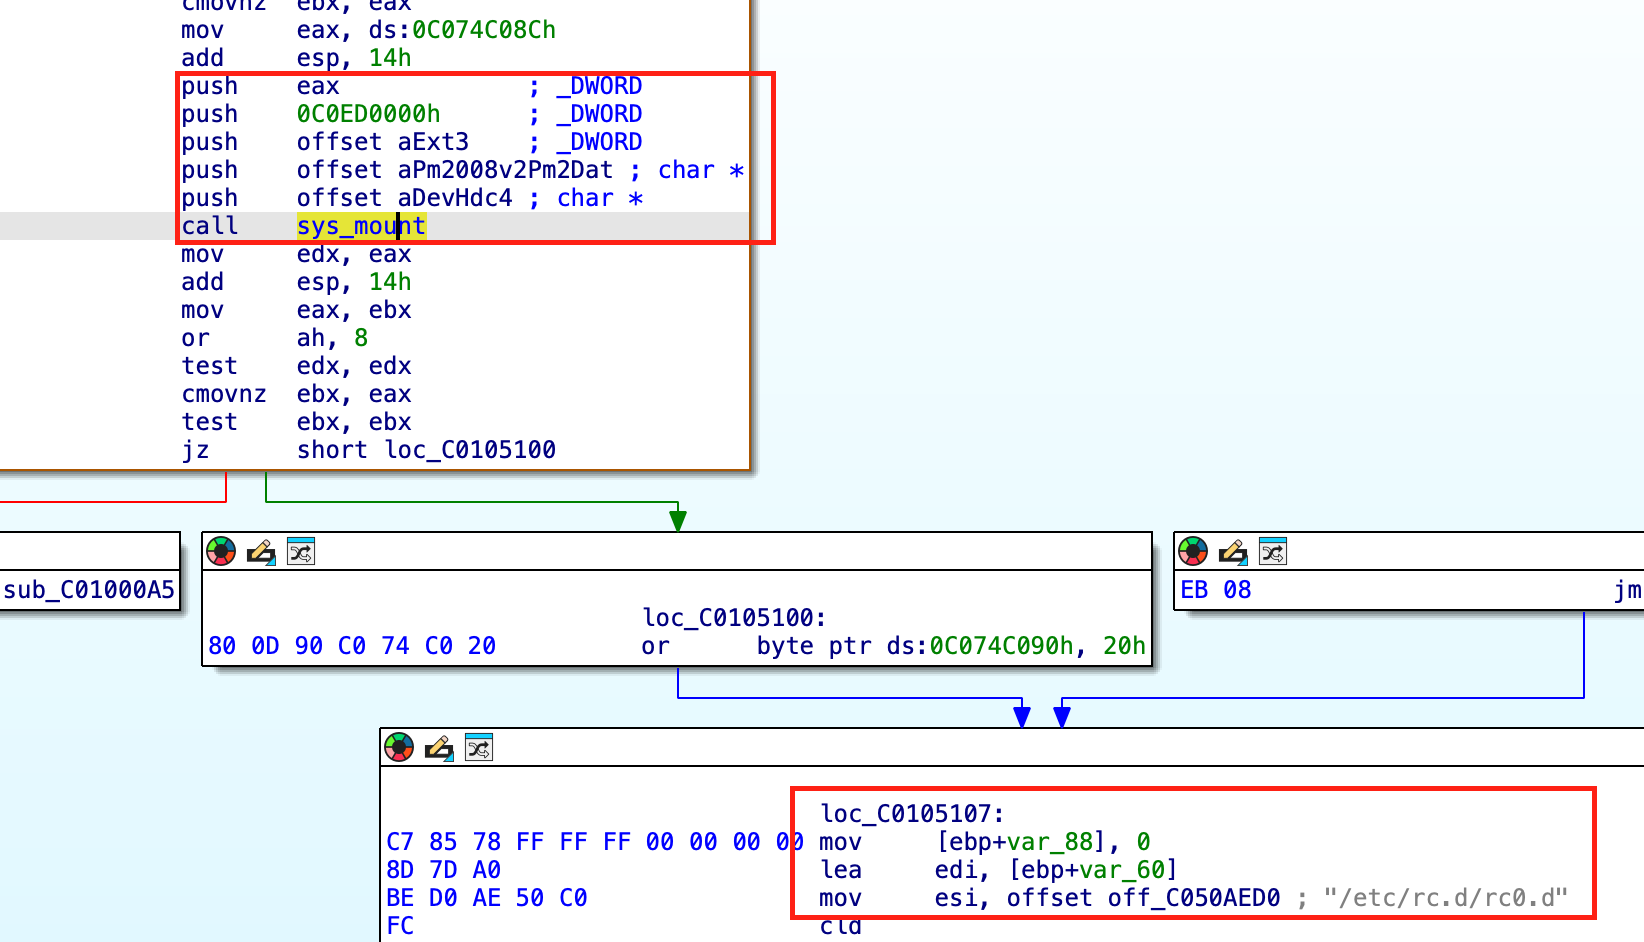 cmovnz ebx, eax
mov eax, ds:0C074C08Ch
add esp, 14h
push eax ; _DWORD
push 0C0ED0000h ; _DWORD
push offset aExt3 ; _DWORD
push offset aPm2008v2Pm2Dat ; char *
push offset aDevHdc4 ; char *
call sys_mount
mov edx, eax
add esp, 14h
mov eax, ebx
or ah, 8
test edx, edx
cmovnz ebx, eax
test ebx, ebx
jz short loc_C0105100
sub_C01000A5
loc_C0105100:
80 0D 90 C0 74 C0 20 or byte ptr ds:0C074C090h, 20h
EB 08 jm
loc_C0105107:
C7 85 78 FF FF FF 00 00 00 00 mov [ebp+var_88], 0
8D 7D A0 lea edi, [ebp+var_60]
BE D0 AE 50 C0 mov esi, offset off_C050AED0 ; "/etc/rc.d/rc0.d"
FC cld